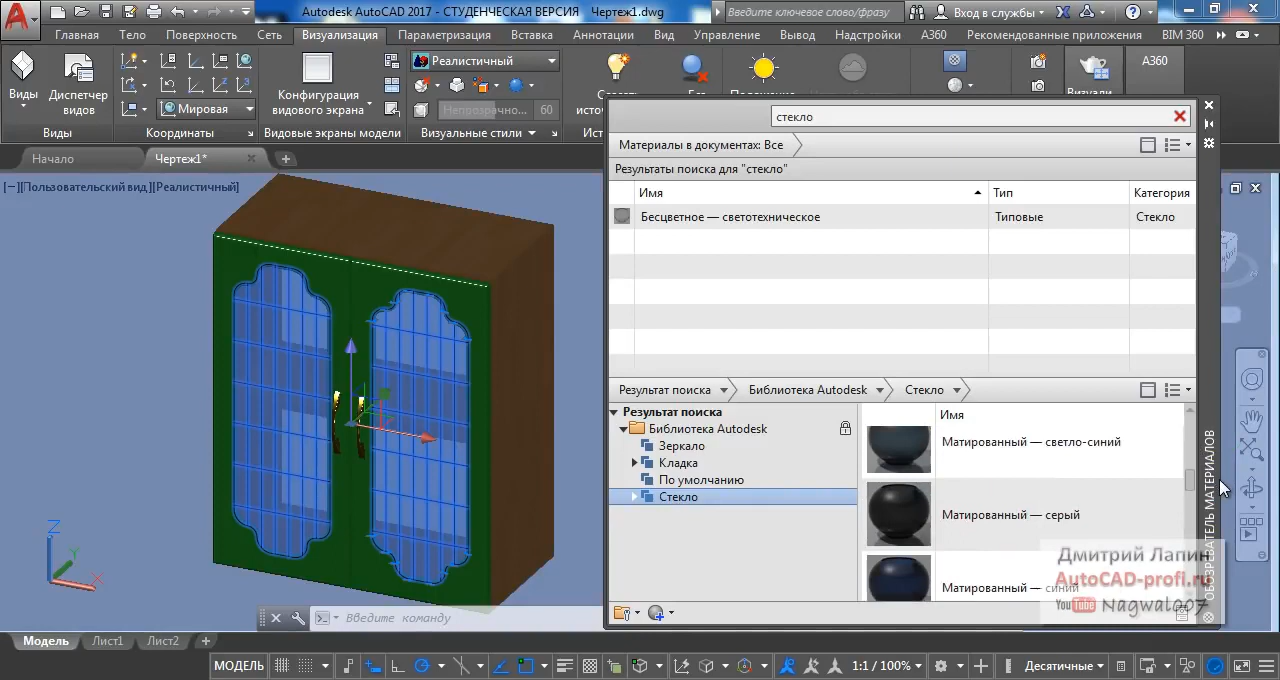 Autodesk AutoCAD 2017 - СТУДЕНЧЕСКАЯ ВЕРСИЯ Чертеж1.dwg
Введите ключевое слово/фразу
Вход в службы
Главная Тело Поверхность Сеть Визуализация Параметризация Вставка Аннотации Вид Управление Вывод Надстройки A360 Рекомендованные приложения BIM 360
Виды
Диспетчер видов
Мировая
Конфигурация видового экрана
Реалистичный
60
A360
Виды Координаты Видовые экраны модели Визуальные стили
Начало Чертеж1*
[−][Пользовательский вид][Реалистичный]
стекло
Материалы в документах: Все
Результаты поиска для "стекло"
Имя Тип Категория
Бесцветное — светотехническое Типовые Стекло
Результат поиска Библиотека Autodesk Стекло
Результат поиска
Библиотека Autodesk
Зеркало
Кладка
По умолчанию
Стекло
Имя
Матированный — светло-синий
Матированный — серый
Матированный — синий
ОБОЗРЕВАТЕЛЬ МАТЕРИАЛОВ
Дмитрий Лапин
AutoCAD-profi.ru
YouTube Nagwal007
Z
Y
X
Введите команду
Модель Лист1 Лист2
МОДЕЛЬ 1:1 / 100% Десятичные